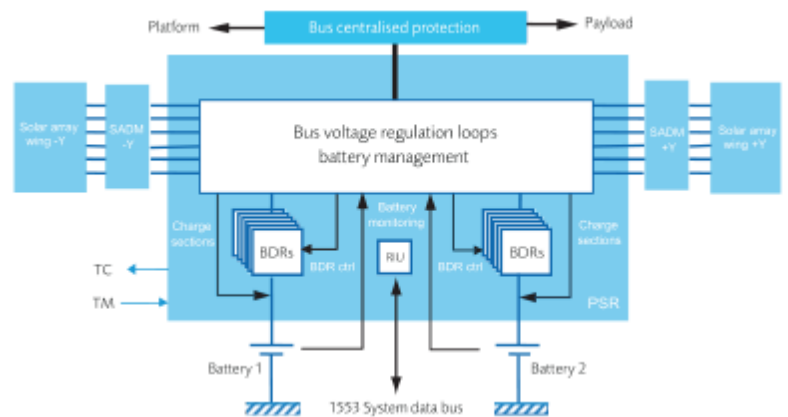 Platform
Bus centralised protection
Payload
Solar array
wing -Y
SADM
-Y
Bus voltage regulation loops
battery management
SADM
+Y
Solar array
wing +Y
Charge
sections
BDRs
BDR ctrl
Battery
monitoring
RIU
BDR ctrl
BDRs
Charge
sections
TC
TM
PSR
Battery 1
Battery 2
1553 System data bus